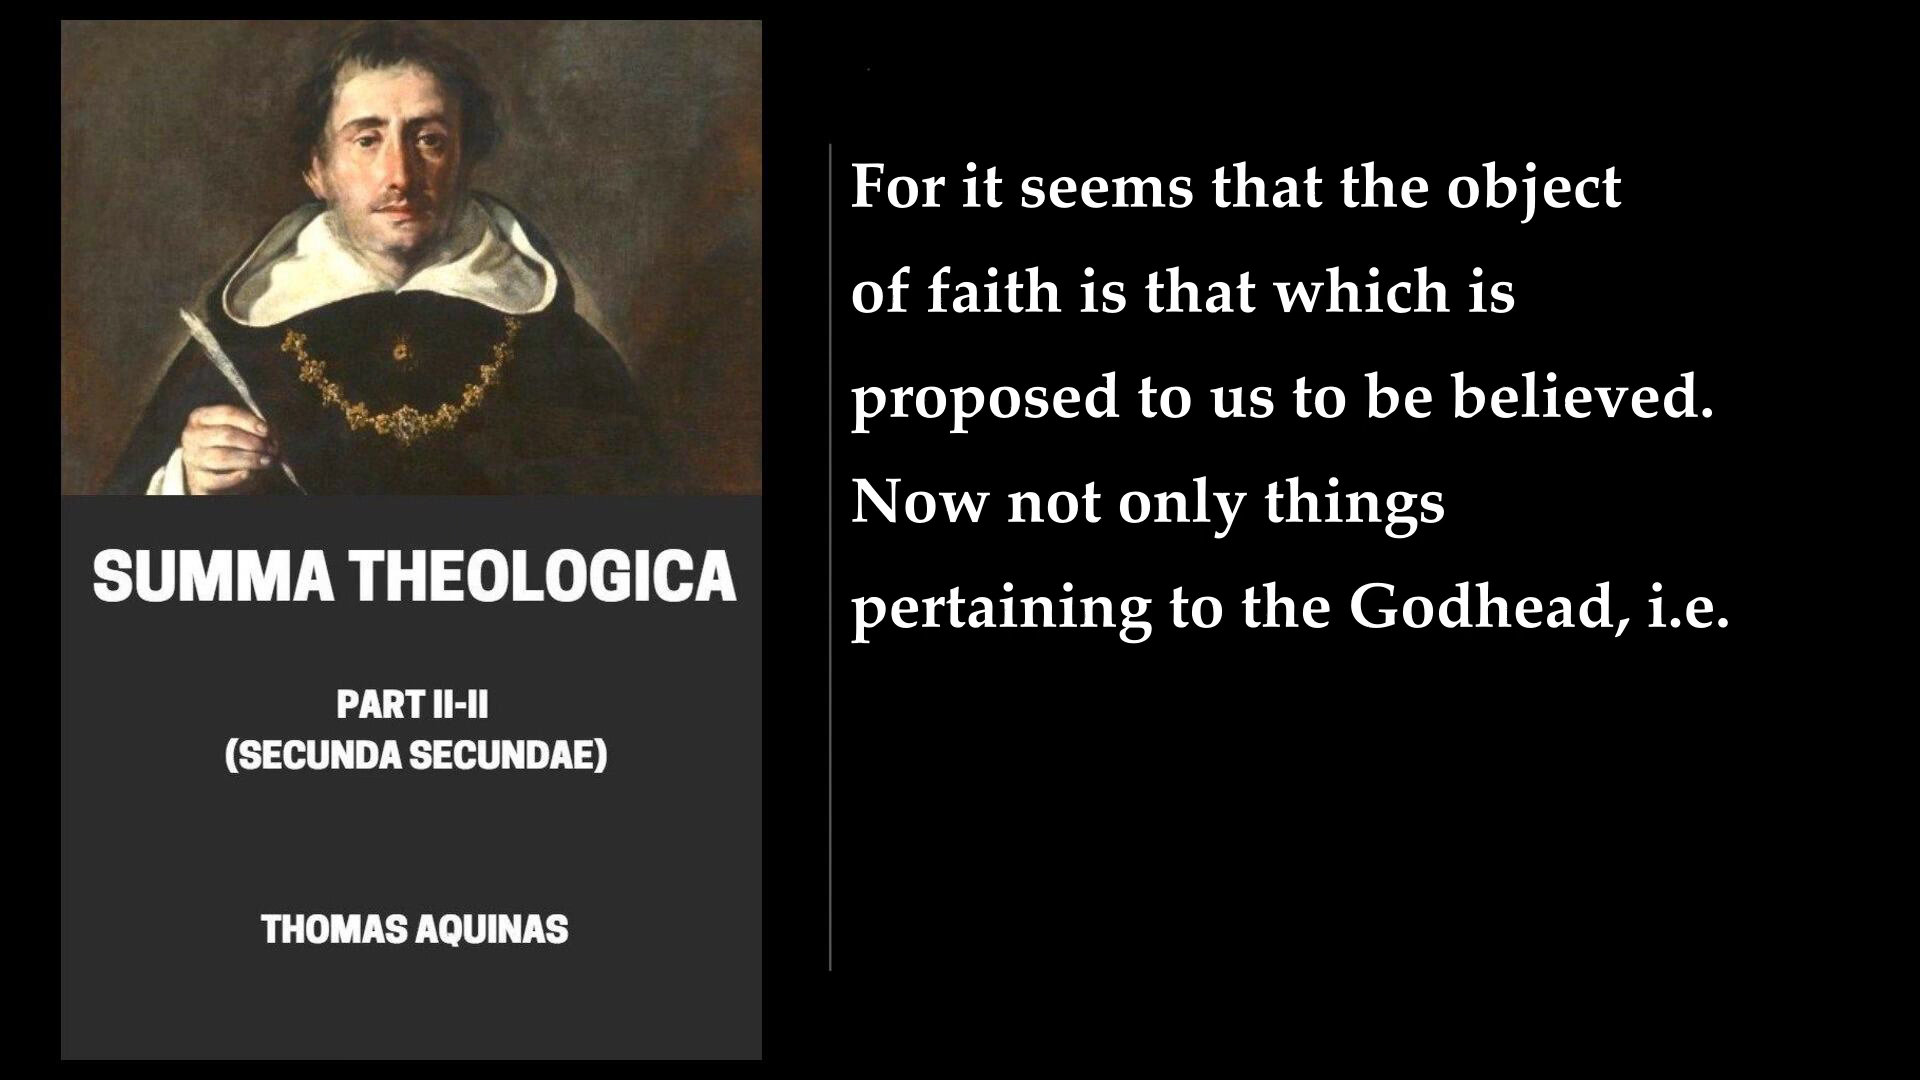 SUMMA THEOLOGICA
PART II-II
(SECUNDA SECUNDAE)
THOMAS AQUINAS
For it seems that the object
of faith is that which is
proposed to us to be believed.
Now not only things
pertaining to the Godhead, i.e.